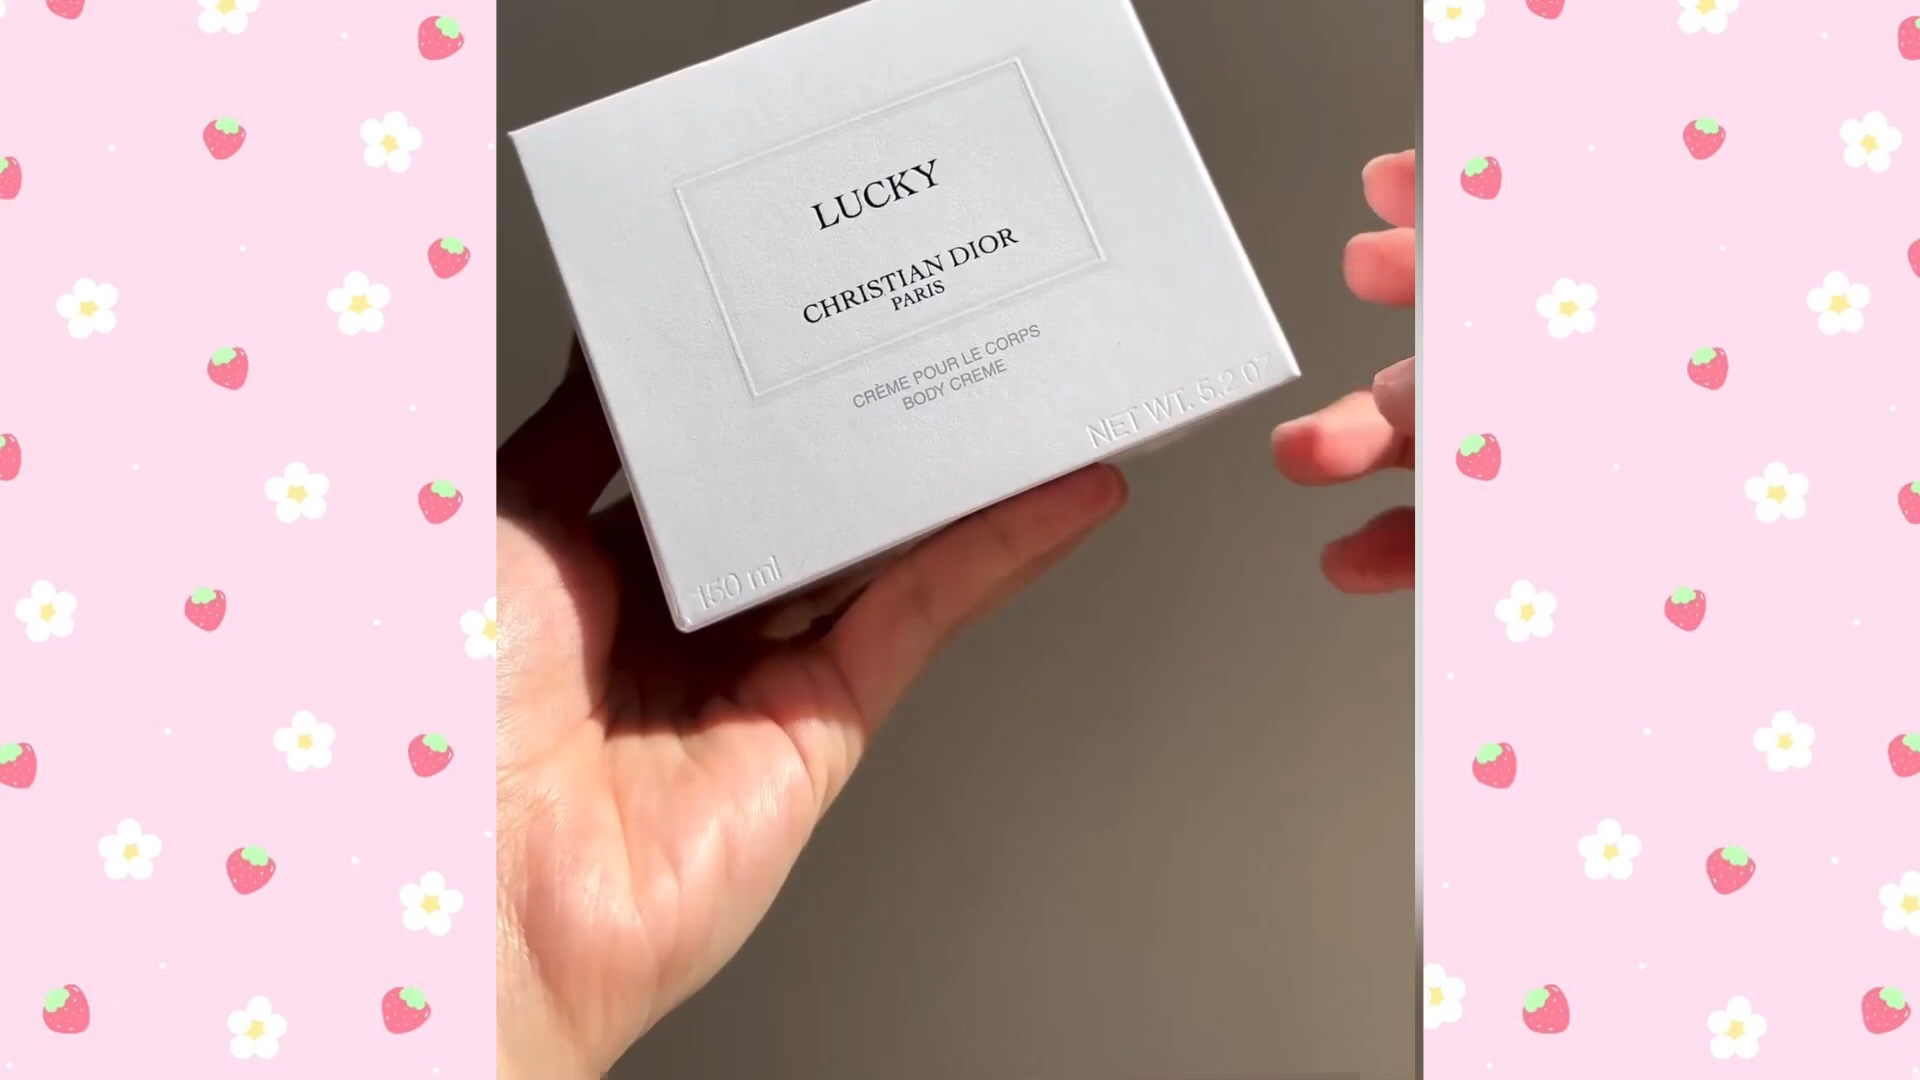 LUCKY
CHRISTIAN DIOR
PARIS
CRÈME POUR LE CORPS
BODY CREME
NET WT. 5.2 OZ
150 ml